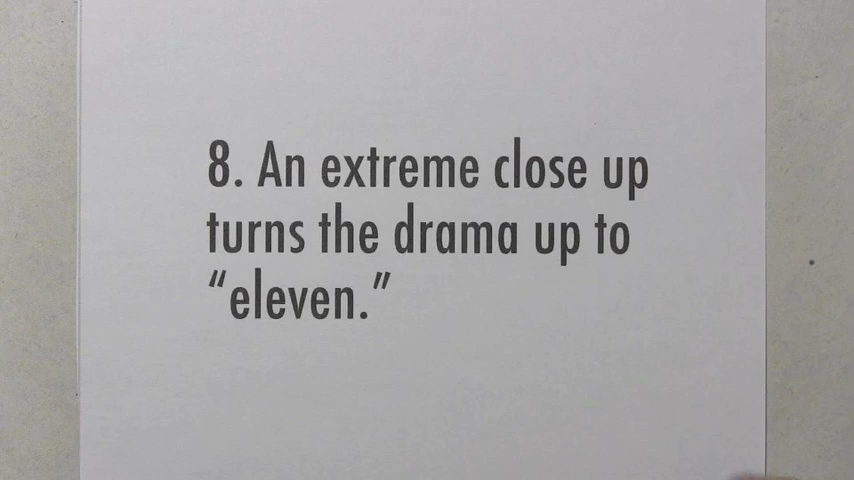 8. An extreme close up
turns the drama up to
“eleven.”